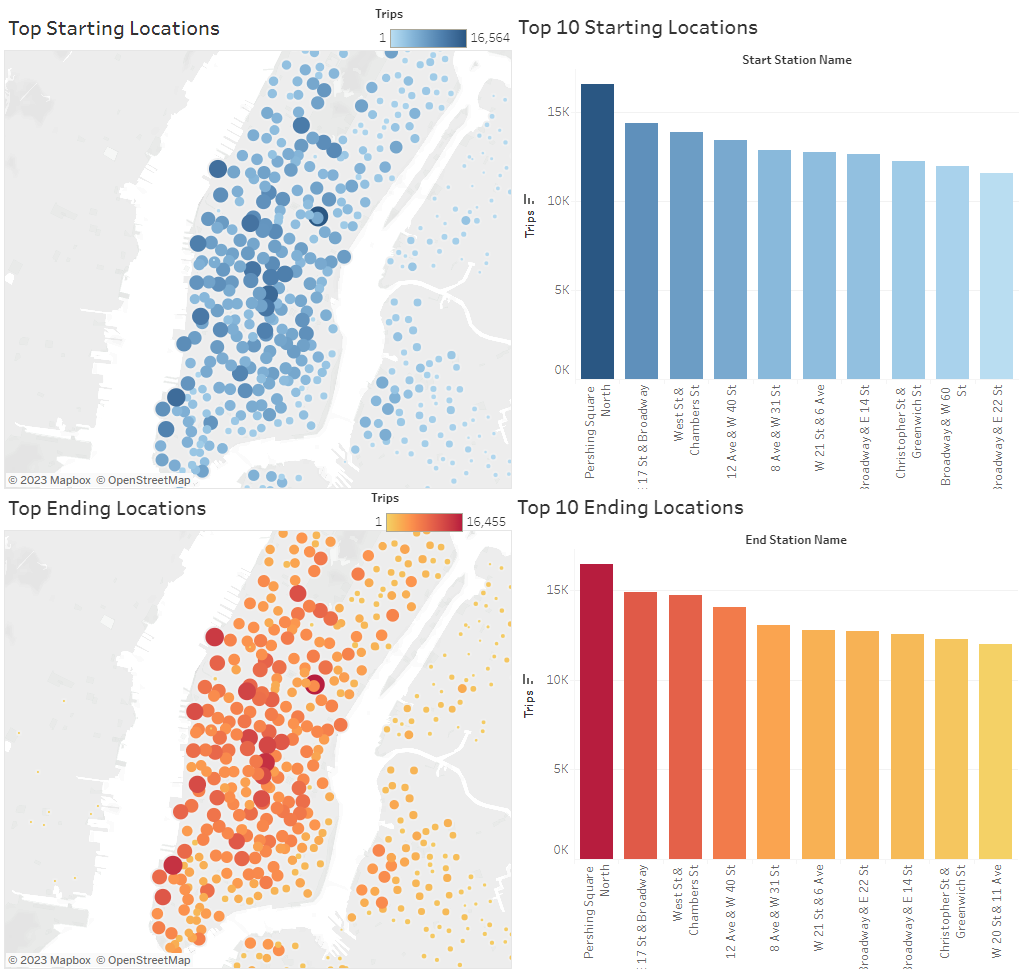 Top Starting Locations
Trips
1
16,564
© 2023 Mapbox © OpenStreetMap
Top 10 Starting Locations
Start Station Name
15K
10K
5K
0K
Trips
Pershing Square
North
17 St & Broadway
West St &
Chambers St
12 Ave & W 40 St
8 Ave & W 31 St
W 21 St & 6 Ave
Broadway & E 14 St
Christopher St &
Greenwich St
Broadway & W 60
St
Broadway & E 22 St
Top Ending Locations
Trips
1
16,455
© 2023 Mapbox © OpenStreetMap
Top 10 Ending Locations
End Station Name
15K
10K
5K
0K
Trips
Pershing Square
North
17 St & Broadway
West St &
Chambers St
12 Ave & W 40 St
8 Ave & W 31 St
W 21 St & 6 Ave
Broadway & E 22 St
Broadway & E 14 St
Christopher St &
Greenwich St
W 20 St & 11 Ave